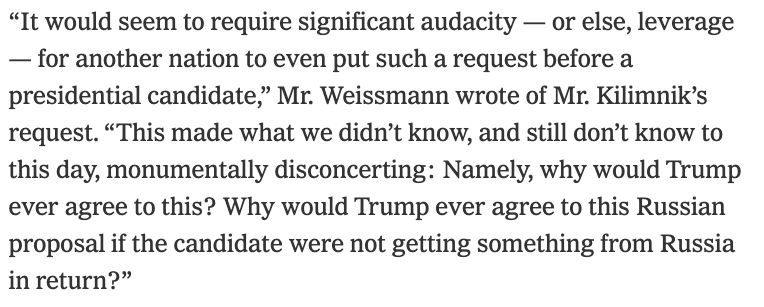 “It would seem to require significant audacity — or else, leverage
— for another nation to even put such a request before a
presidential candidate,” Mr. Weissmann wrote of Mr. Kilimnik’s
request. “This made what we didn’t know, and still don’t know to
this day, monumentally disconcerting: Namely, why would Trump
ever agree to this? Why would Trump ever agree to this Russian
proposal if the candidate were not getting something from Russia
in return?”